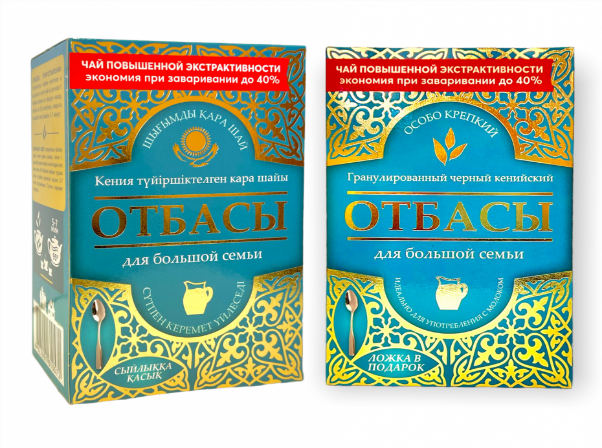 ЧАЙ ПОВЫШЕННОЙ ЭКСТРАКТИВНОСТИ
экономия при заваривании до 40%
ШЫҒЫМДЫ ҚАРА ШАЙ
Кения түйіршіктелген қара шайы
ОТБАСЫ
для большой семьи
СҮТПЕН КЕРЕМЕТ ҮЙЛЕСЕДІ
СЫЙЛЫҚҚА
ҚАСЫҚ
5-7
ЧАЙ ПОВЫШЕННОЙ ЭКСТРАКТИВНОСТИ
экономия при заваривании до 40%
ОСОБО КРЕПКИЙ
Гранулированный черный кенийский
ОТБАСЫ
для большой семьи
ИДЕАЛЬНО ДЛЯ УПОТРЕБЛЕНИЯ С МОЛОКОМ
ЛОЖКА В
ПОДАРОК